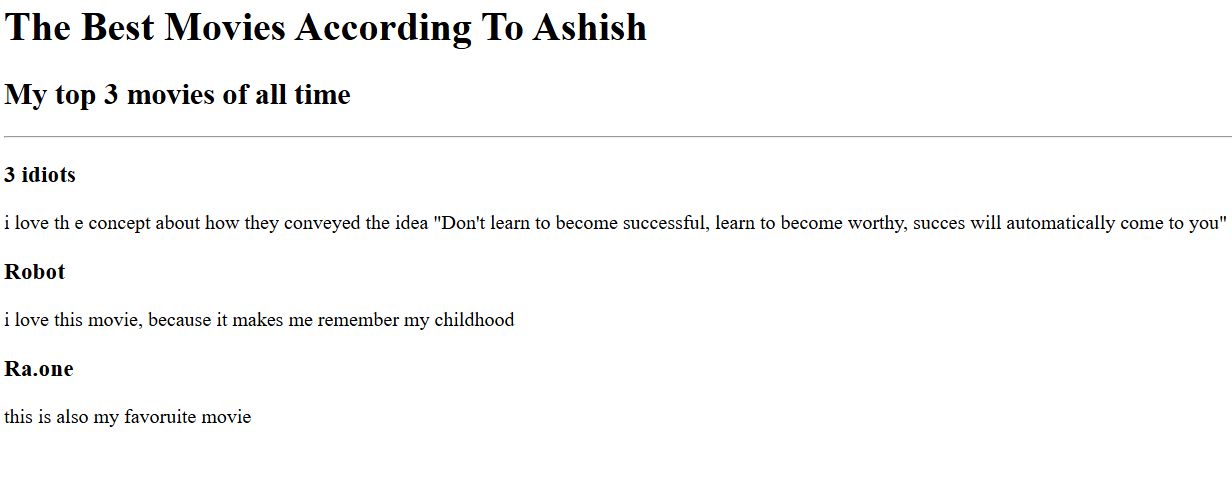 The Best Movies According To Ashish
My top 3 movies of all time
3 idiots
i love th e concept about how they conveyed the idea "Don't learn to become successful, learn to become worthy, succes will automatically come to you"
Robot
i love this movie, because it makes me remember my childhood
Ra.one
this is also my favoruite movie